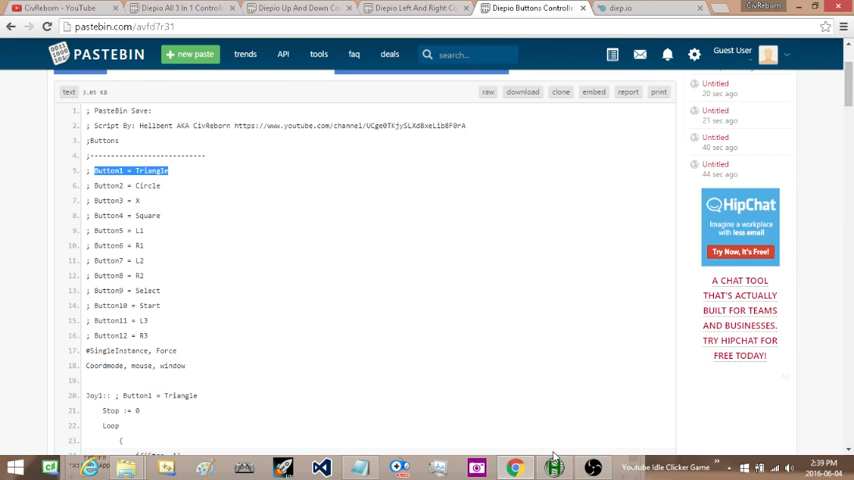 CivReborn - YouTube
Diepio All 3 In 1 Controlle
Diepio Up And Down Co
Diepio Left And Right Co
Diepio Buttons Controlle
diep.io
CivReborn
pastebin.com/avfd7r31
PASTEBIN
+ new paste
trends
API
tools
faq
deals
search...
Guest User
text
3.05 KB
raw
download
clone
embed
report
print
1. ; PasteBin Save:
2. ; Script By: Hellbent AKA CivReborn
3. ;Buttons
4. ;---------------------------
5. ; Button1 = Triangle
6. ; Button2 = Circle
7. ; Button3 = X
8. ; Button4 = Square
9. ; Button5 = L1
10. ; Button6 = R1
11. ; Button7 = L2
12. ; Button8 = R2
13. ; Button9 = Select
14. ; Button10 = Start
15. ; Button11 = L3
16. ; Button12 = R3
17. #SingleInstance, Force
18. Coordmode, mouse, window
19.
20. Joy1:: ; Button1 = Triangle
21. Stop := 0
22. Loop
23. {
Untitled
20 sec ago
Untitled
21 sec ago
Untitled
40 sec ago
Untitled
44 sec ago
HipChat
Imagine a workplace
with less email
Try Now, It's Free!
A CHAT TOOL
THAT'S ACTUALLY
BUILT FOR TEAMS
AND BUSINESSES.
TRY HIPCHAT FOR
FREE TODAY!
Youtube Idle Clicker Game
2:39 PM
2016-06-04